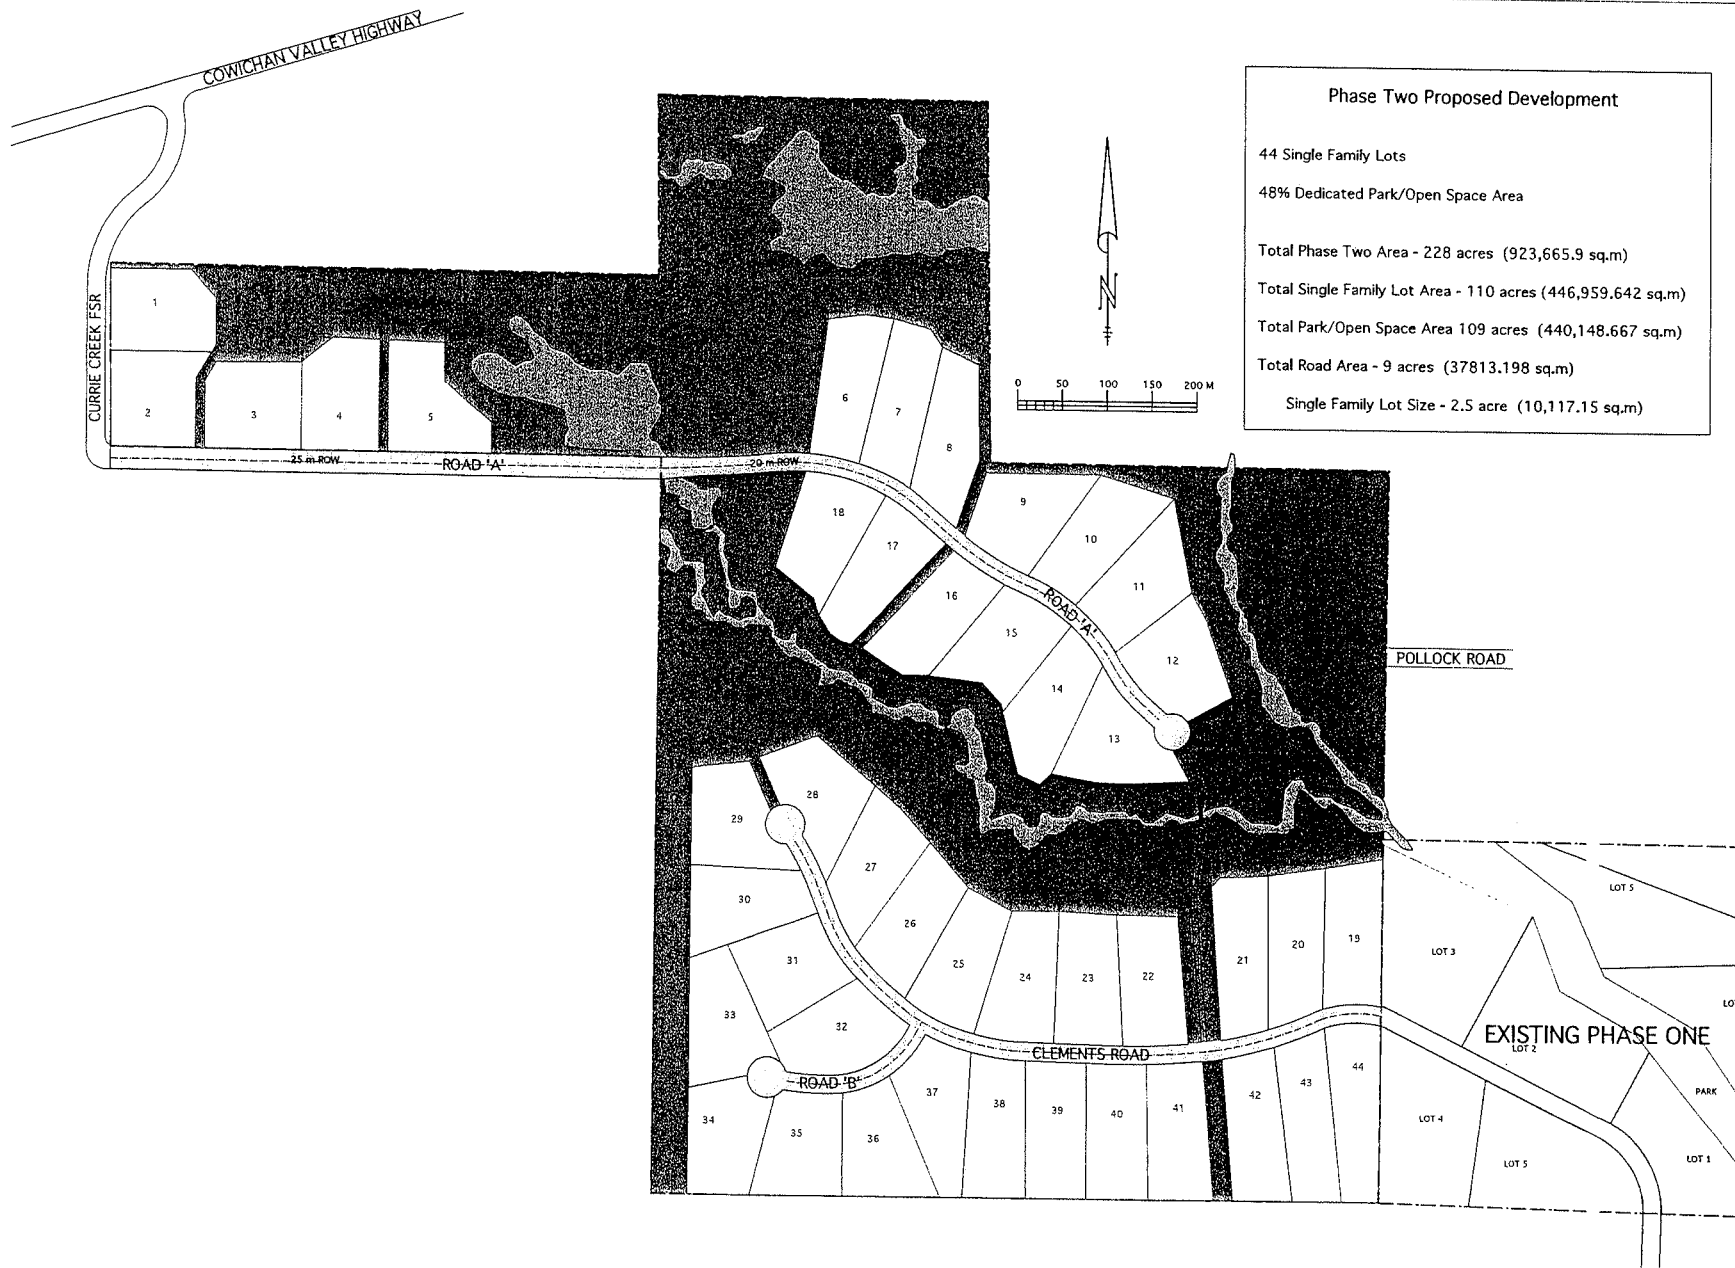 COWICHAN VALLEY HIGHWAY
Phase Two Proposed Development
44 Single Family Lots
48% Dedicated Park/Open Space Area
Total Phase Two Area - 228 acres (923,665.9 sq.m)
Total Single Family Lot Area - 110 acres (446,959.642 sq.m)
Total Park/Open Space Area 109 acres (440,148.667 sq.m)
Total Road Area - 9 acres (37813.198 sq.m)
Single Family Lot Size - 2.5 acre (10,117.15 sq.m)
N
0 50 100 150 200 M
CURRIE CREEK FSR
1
2
3
4
5
25 m ROW
ROAD 'A'
20 m ROW
6
7
8
9
10
11
12
18
17
16
15
14
13
ROAD 'A'
POLLOCK ROAD
28
29
27
30
26
31
25
24
23
22
21
20
19
33
32
CLEMENTS ROAD
ROAD 'B'
34
35
36
37
38
39
40
41
42
43
44
LOT 5
LOT 3
LO
EXISTING PHASE ONE
LOT 2
PARK
LOT 4
LOT 5
LOT 1